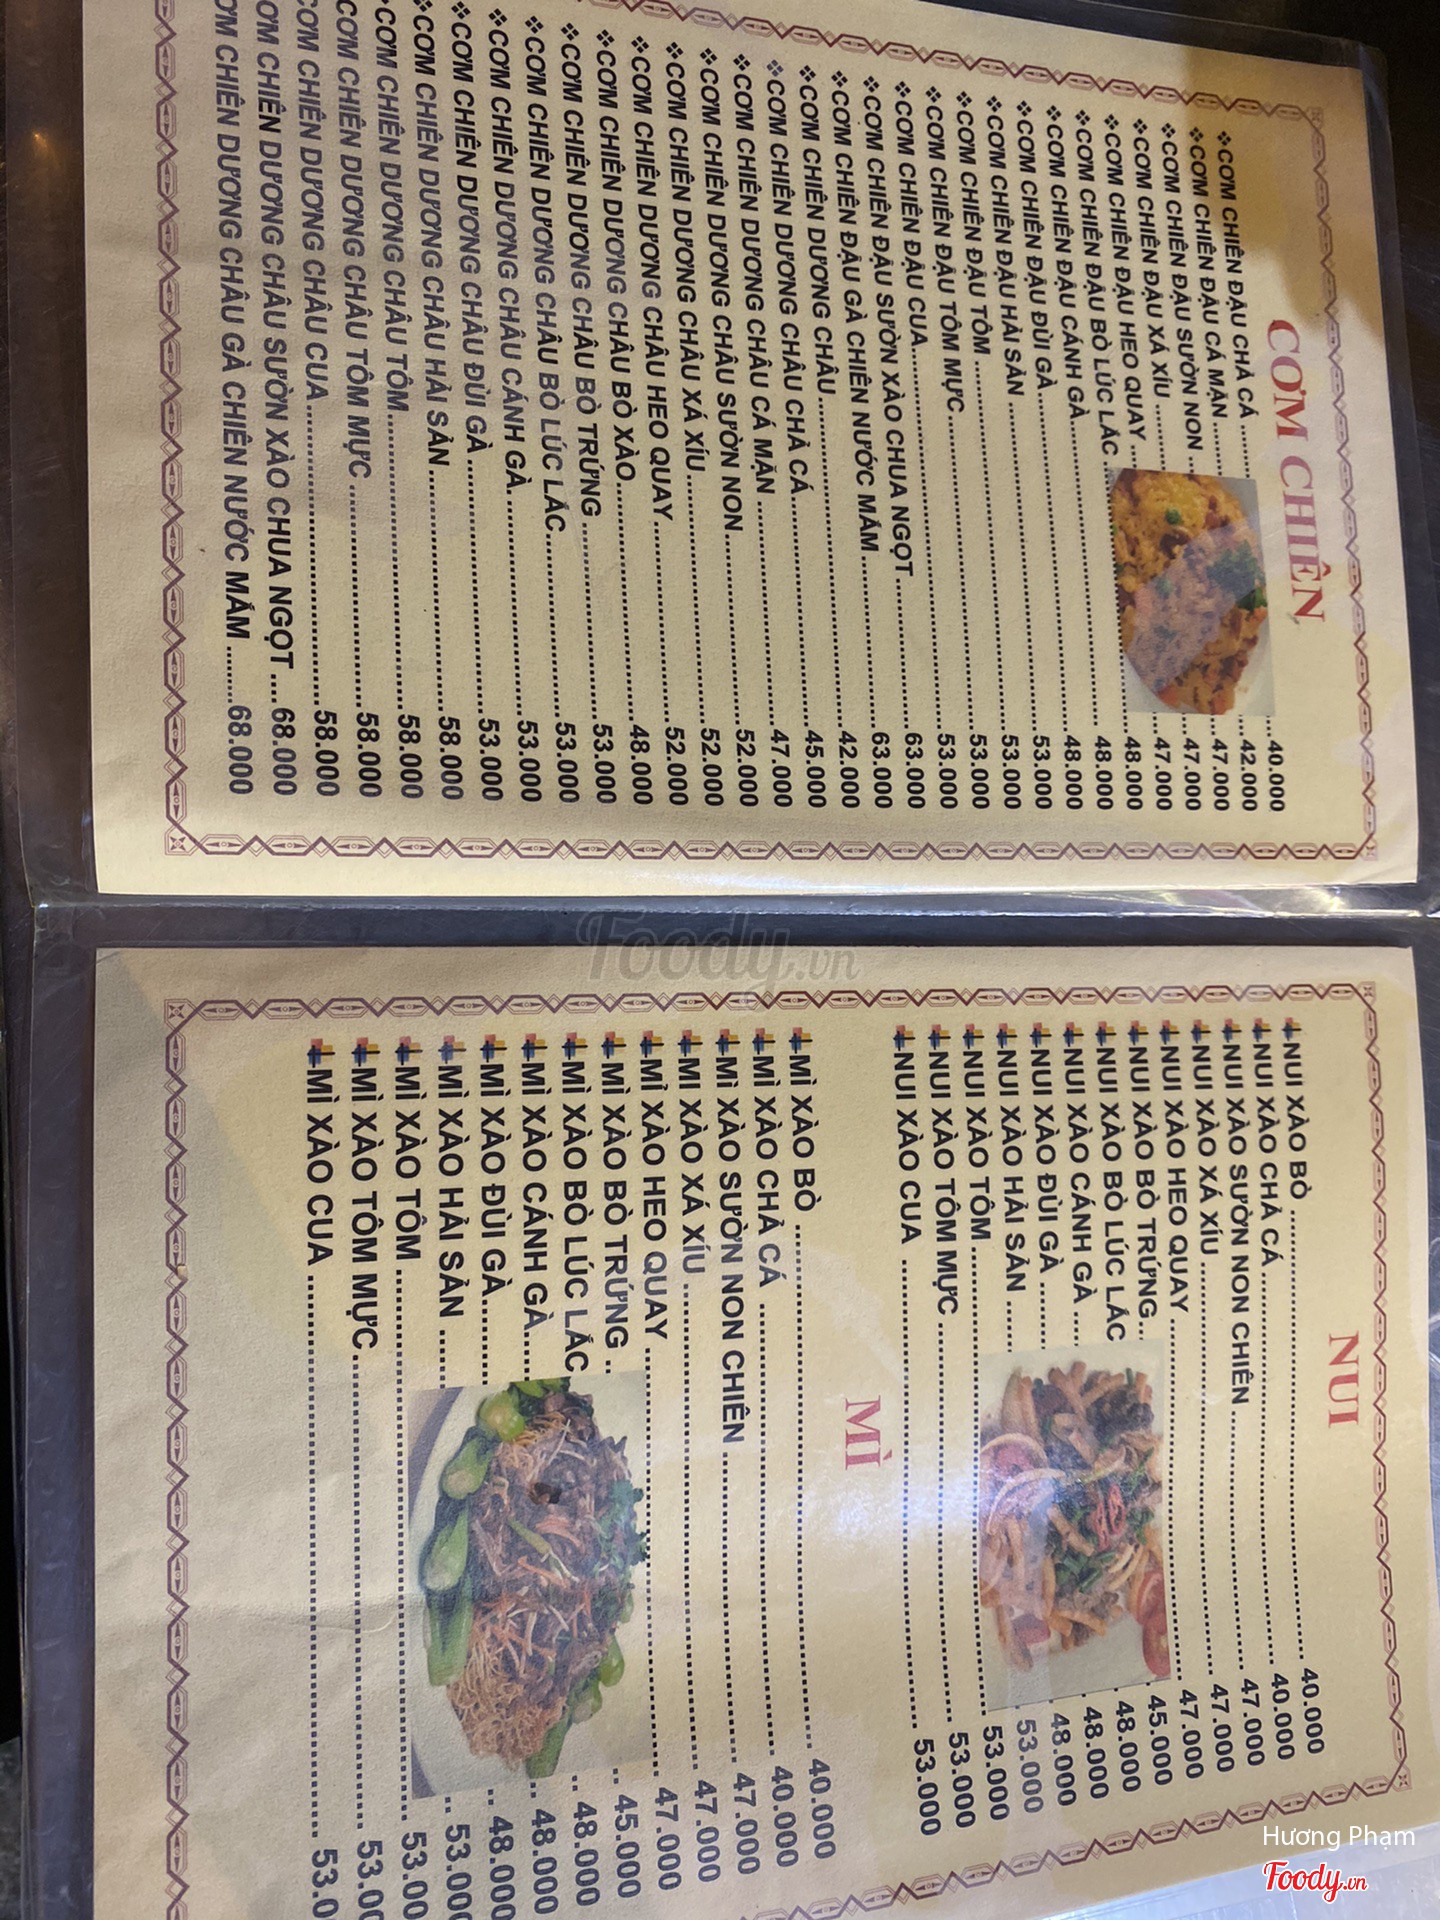 CƠM CHIÊN
❖CƠM CHIÊN ĐẬU CHẢ CÁ ........ 40.000
❖CƠM CHIÊN ĐẬU CÁ MẶN ........ 42.000
❖CƠM CHIÊN ĐẬU SƯỜN NON ........ 47.000
❖CƠM CHIÊN ĐẬU XÁ XÍU ........ 47.000
❖CƠM CHIÊN ĐẬU HEO QUAY ........ 47.000
❖CƠM CHIÊN ĐẬU BÒ LÚC LẮC ........ 48.000
❖CƠM CHIÊN ĐẬU CÁNH GÀ ........ 48.000
❖CƠM CHIÊN ĐẬU ĐÙI GÀ ........ 48.000
❖CƠM CHIÊN ĐẬU HẢI SẢN ........ 53.000
❖CƠM CHIÊN ĐẬU TÔM ........ 53.000
❖CƠM CHIÊN ĐẬU TÔM MỰC ........ 53.000
❖CƠM CHIÊN ĐẬU CUA ........ 53.000
❖CƠM CHIÊN ĐẬU SƯỜN XÀO CHUA NGỌT ........ 63.000
❖CƠM CHIÊN ĐẬU GÀ CHIÊN NƯỚC MẮM ........ 63.000
❖CƠM CHIÊN DƯƠNG CHÂU ........ 42.000
❖CƠM CHIÊN DƯƠNG CHÂU CHẢ CÁ ........ 45.000
❖CƠM CHIÊN DƯƠNG CHÂU CÁ MẶN ........ 47.000
❖CƠM CHIÊN DƯƠNG CHÂU SƯỜN NON ........ 52.000
❖CƠM CHIÊN DƯƠNG CHÂU XÁ XÍU ........ 52.000
❖CƠM CHIÊN DƯƠNG CHÂU HEO QUAY ........ 52.000
❖CƠM CHIÊN DƯƠNG CHÂU BÒ XÀO ........ 48.000
❖CƠM CHIÊN DƯƠNG CHÂU BÒ TRỨNG ........ 53.000
❖CƠM CHIÊN DƯƠNG CHÂU BÒ LÚC LẮC ........ 53.000
❖CƠM CHIÊN DƯƠNG CHÂU CÁNH GÀ ........ 53.000
❖CƠM CHIÊN DƯƠNG CHÂU ĐÙI GÀ ........ 53.000
❖CƠM CHIÊN DƯƠNG CHÂU HẢI SẢN ........ 58.000
❖CƠM CHIÊN DƯƠNG CHÂU TÔM ........ 58.000
CƠM CHIÊN DƯƠNG CHÂU TÔM MỰC ........ 58.000
CƠM CHIÊN DƯƠNG CHÂU CUA ........ 58.000
ƠM CHIÊN DƯƠNG CHÂU SƯỜN XÀO CHUA NGỌT .... 68.000
ƠM CHIÊN DƯƠNG CHÂU GÀ CHIÊN NƯỚC MẮM ...... 68.000
NUI
NUI XÀO BÒ ........ 40.000
NUI XÀO CHẢ CÁ ........ 40.000
NUI XÀO SƯỜN NON CHIÊN ........ 47.000
NUI XÀO XÁ XÍU ........ 47.000
NUI XÀO HEO QUAY ........ 47.000
NUI XÀO BÒ TRỨNG ........ 45.000
NUI XÀO BÒ LÚC LẮC ........ 48.000
NUI XÀO CÁNH GÀ ........ 48.000
NUI XÀO ĐÙI GÀ ........ 48.000
NUI XÀO HẢI SẢN ........ 53.000
NUI XÀO TÔM ........ 53.000
NUI XÀO TÔM MỰC ........ 53.000
NUI XÀO CUA ........ 53.000
MÌ
MÌ XÀO BÒ ........ 40.000
MÌ XÀO CHẢ CÁ ........ 40.000
MÌ XÀO SƯỜN NON CHIÊN ........ 47.000
MI XÀO XÁ XÍU ........ 47.000
MỈ XÀO HEO QUAY ........ 47.000
MÌ XÀO BÒ TRỨNG ........ 45.000
MÌ XÀO BÒ LÚC LẮC ........ 48.000
MÌ XÀO CÁNH GÀ ........ 48.000
MÌ XÀO ĐÙI GÀ ........ 48.000
MÌ XÀO HẢI SẢN ........ 53.000
MÌ XÀO TÔM ........ 53.00
MÌ XÀO TÔM MỰC ........ 53.00
MÌ XÀO CUA ........ 53.0
Foody.vn
Hương Phạm
Foody.vn